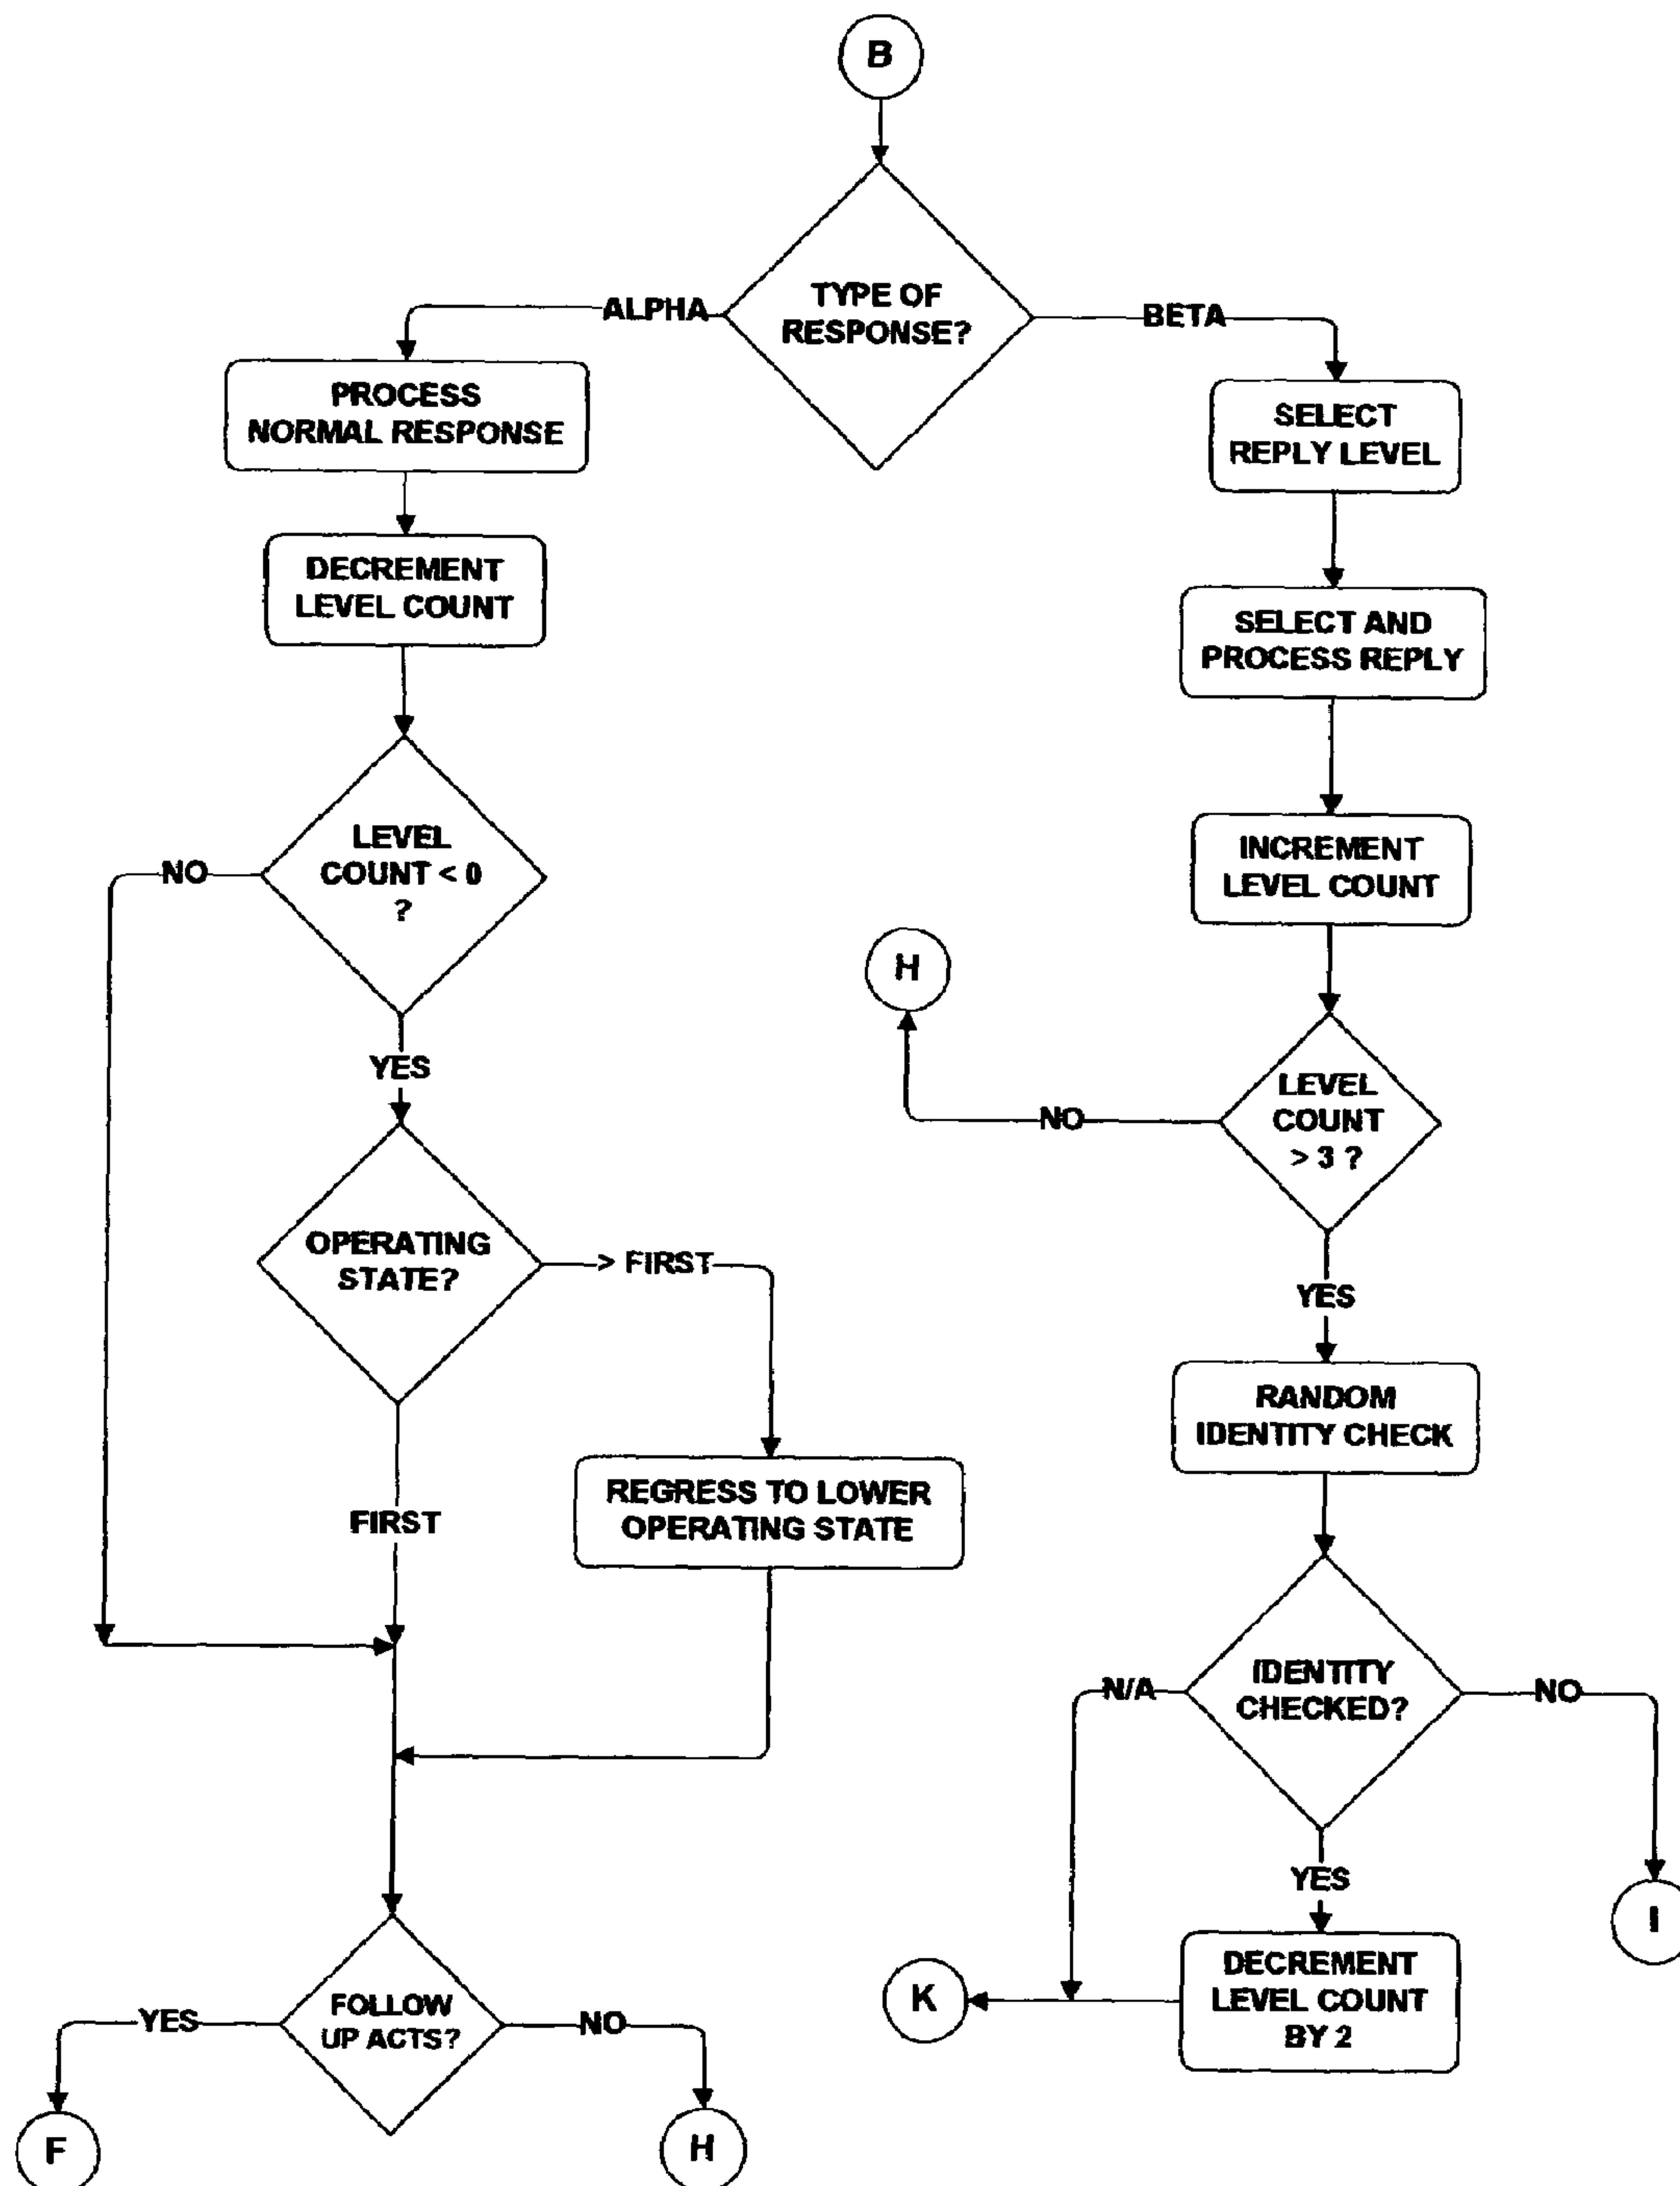 B
TYPE OF
RESPONSE?
ALPHA
BETA
PROCESS
NORMAL RESPONSE
DECREMENT
LEVEL COUNT
LEVEL
COUNT < 0
?
NO
YES
OPERATING
STATE?
> FIRST
FIRST
REGRESS TO LOWER
OPERATING STATE
FOLLOW
UP ACTS?
YES
NO
F
H
SELECT
REPLY LEVEL
SELECT AND
PROCESS REPLY
INCREMENT
LEVEL COUNT
LEVEL
COUNT
> 3 ?
NO
H
YES
RANDOM
IDENTITY CHECK
IDENTITY
CHECKED?
N/A
NO
YES
I
DECREMENT
LEVEL COUNT
BY 2
K